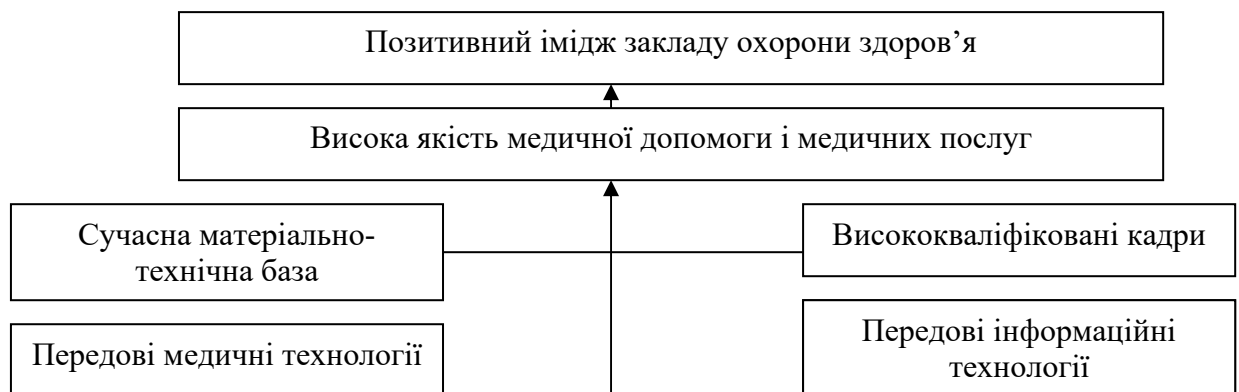 Позитивний імідж закладу охорони здоров’я
Висока якість медичної допомоги і медичних послуг
Сучасна матеріально-
технічна база
Висококваліфіковані кадри
Передові медичні технології
Передові інформаційні
технології